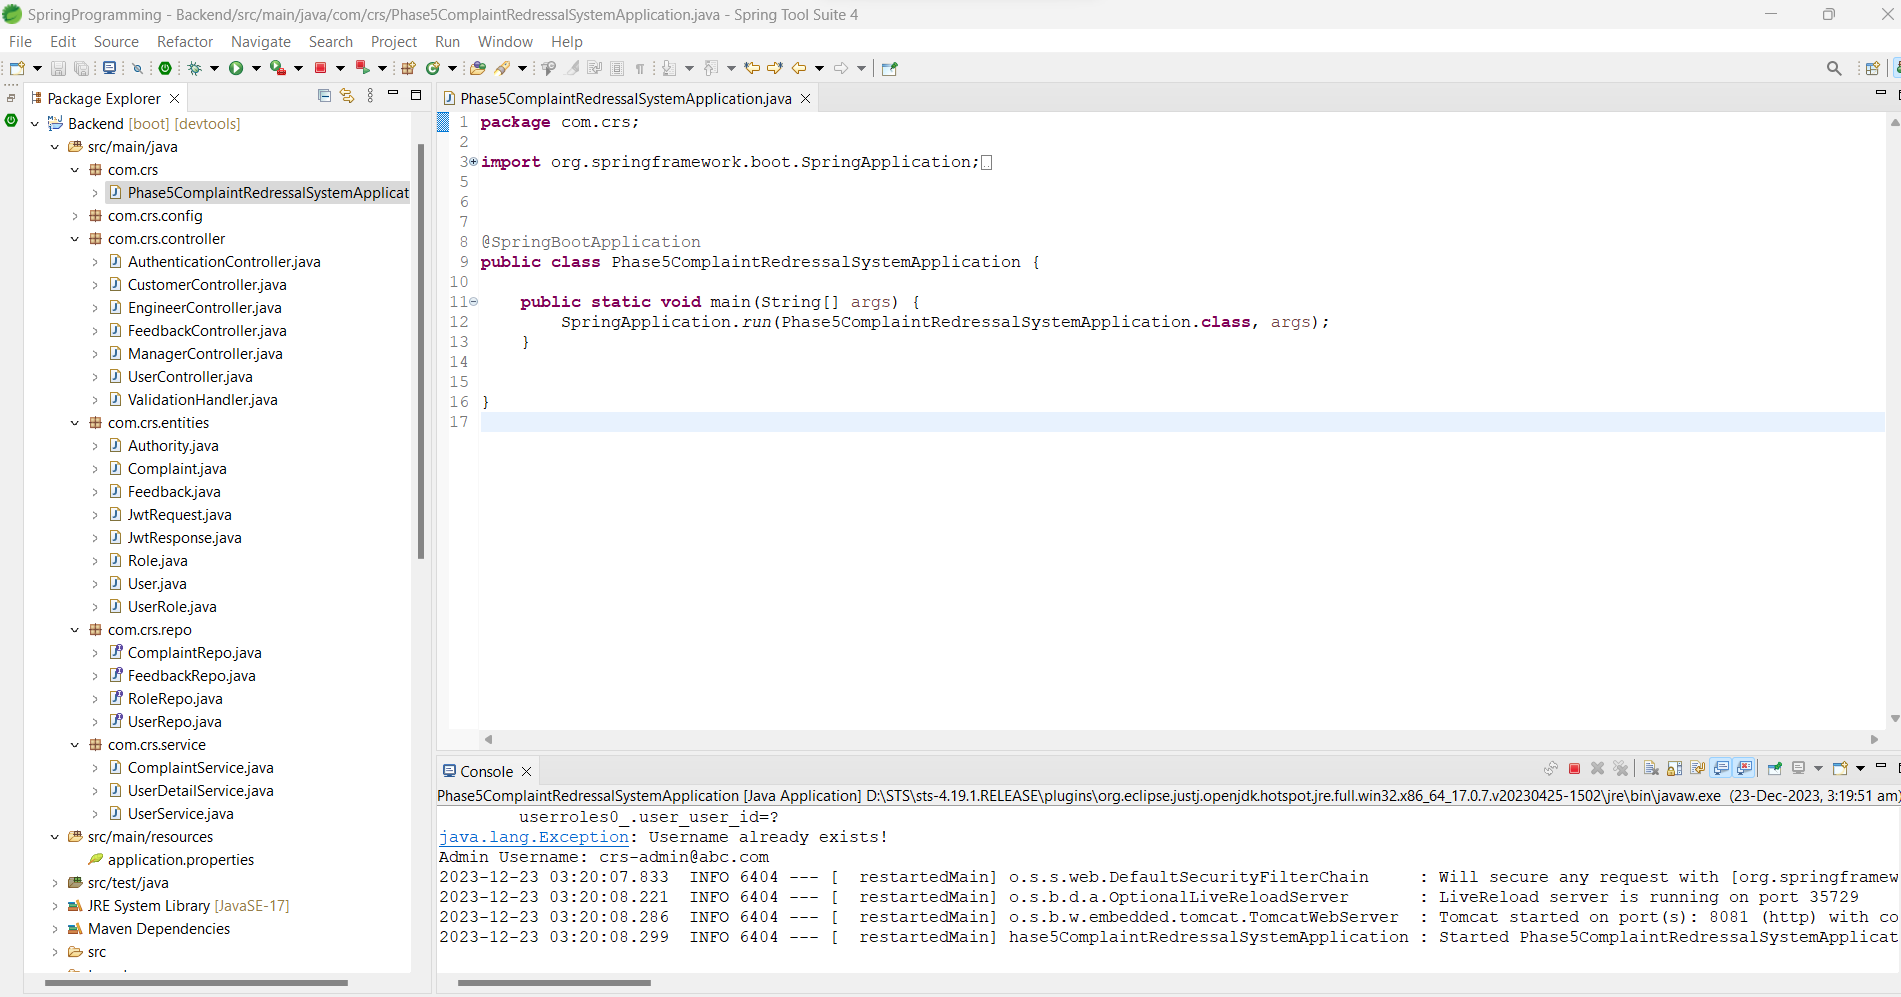 SpringProgramming - Backend/src/main/java/com/crs/Phase5ComplaintRedressalSystemApplication.java - Spring Tool Suite 4
File Edit Source Refactor Navigate Search Project Run Window Help
Package Explorer
Backend [boot] [devtools]
src/main/java
com.crs
Phase5ComplaintRedressalSystemApplicat
com.crs.config
com.crs.controller
AuthenticationController.java
CustomerController.java
EngineerController.java
FeedbackController.java
ManagerController.java
UserController.java
ValidationHandler.java
com.crs.entities
Authority.java
Complaint.java
Feedback.java
JwtRequest.java
JwtResponse.java
Role.java
User.java
UserRole.java
com.crs.repo
ComplaintRepo.java
FeedbackRepo.java
RoleRepo.java
UserRepo.java
com.crs.service
ComplaintService.java
UserDetailService.java
UserService.java
src/main/resources
application.properties
src/test/java
JRE System Library [JavaSE-17]
Maven Dependencies
src
Phase5ComplaintRedressalSystemApplication.java
1 package com.crs;
2
3 import org.springframework.boot.SpringApplication;
5
6
7
8 @SpringBootApplication
9 public class Phase5ComplaintRedressalSystemApplication {
10
11 public static void main(String[] args) {
12 SpringApplication.run(Phase5ComplaintRedressalSystemApplication.class, args);
13 }
14
15
16 }
17
Console
Phase5ComplaintRedressalSystemApplication [Java Application] D:\STS\sts-4.19.1.RELEASE\plugins\org.eclipse.justj.openjdk.hotspot.jre.full.win32.x86_64_17.0.7.v20230425-1502\jre\bin\javaw.exe (23-Dec-2023, 3:19:51 am)
userroles0_.user_user_id=?
java.lang.Exception: Username already exists!
Admin Username: crs-admin@abc.com
2023-12-23 03:20:07.833 INFO 6404 --- [ restartedMain] o.s.s.web.DefaultSecurityFilterChain : Will secure any request with [org.springframew
2023-12-23 03:20:08.221 INFO 6404 --- [ restartedMain] o.s.b.d.a.OptionalLiveReloadServer : LiveReload server is running on port 35729
2023-12-23 03:20:08.286 INFO 6404 --- [ restartedMain] o.s.b.w.embedded.tomcat.TomcatWebServer : Tomcat started on port(s): 8081 (http) with co
2023-12-23 03:20:08.299 INFO 6404 --- [ restartedMain] hase5ComplaintRedressalSystemApplication : Started Phase5ComplaintRedressalSystemApplicat